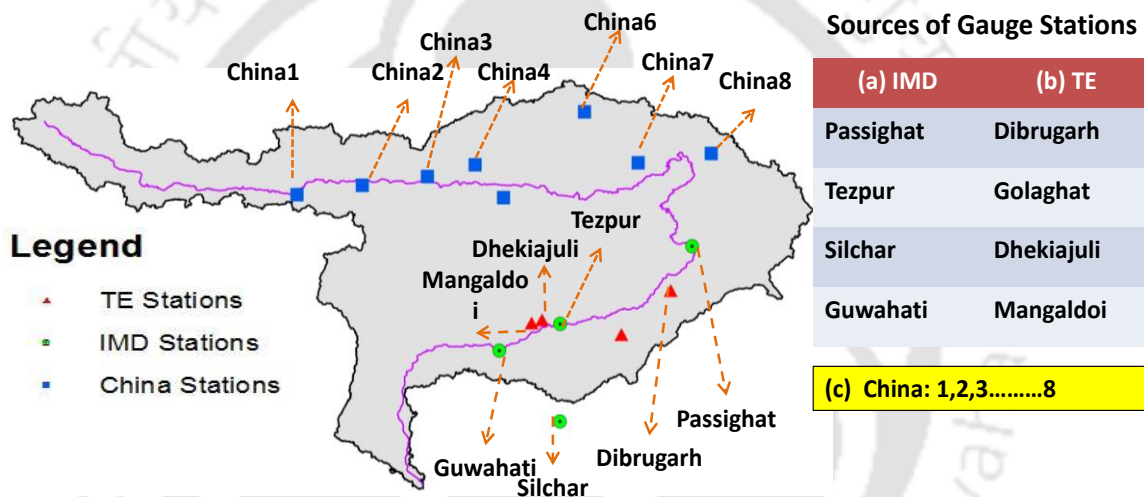 China6
Sources of Gauge Stations
China3
China7
China1
China2
China4
China8
(a) IMD (b) TE
Passighat Dibrugarh
Tezpur Golaghat
Silchar Dhekiajuli
Guwahati Mangaldoi
(c) China: 1,2,3………8
Tezpur
Legend
TE Stations
IMD Stations
China Stations
Dhekiajuli
Mangaldo
i
Passighat
Dibrugarh
Guwahati
Silchar